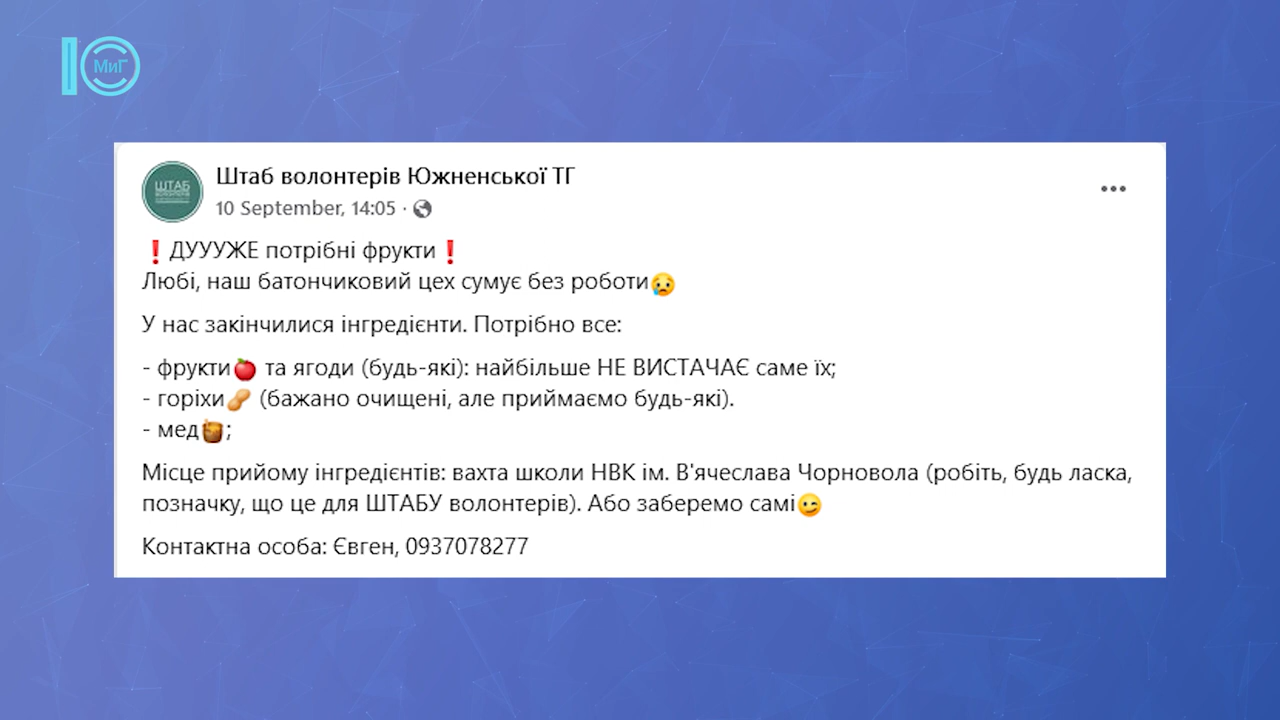 МиГ
Штаб волонтерів Южненської ТГ
ШТАБ
10 September, 14:05 ·
❗ДУУУЖЕ потрібні фрукти❗
Любі, наш батончиковий цех сумує без роботи😥
У нас закінчилися інгредієнти. Потрібно все:
- фрукти🍎 та ягоди (будь-які): найбільше НЕ ВИСТАЧАЄ саме їх;
- горіхи🥜 (бажано очищені, але приймаємо будь-які).
- мед🍯;
Місце прийому інгредієнтів: вахта школи НВК ім. В'ячеслава Чорновола (робіть, будь ласка,
позначку, що це для ШТАБУ волонтерів). Або заберемо самі😉
Контактна особа: Євген, 0937078277